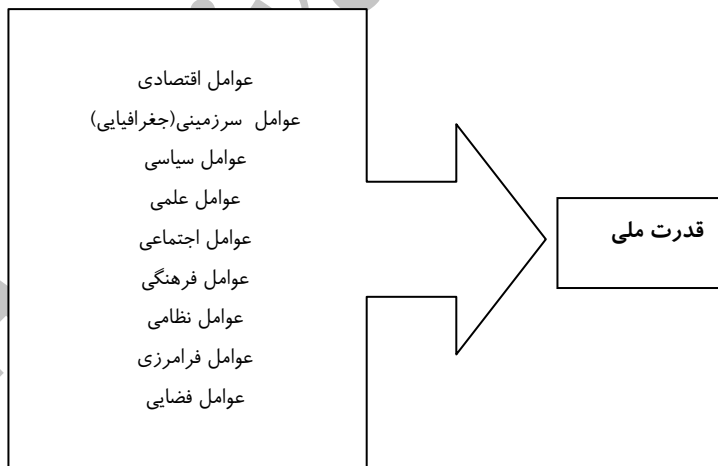 عوامل اقتصادی
عوامل سرزمینی(جغرافیایی)
عوامل سیاسی
عوامل علمی
عوامل اجتماعی
عوامل فرهنگی
عوامل نظامی
عوامل فرامرزی
عوامل فضایی
قدرت ملی